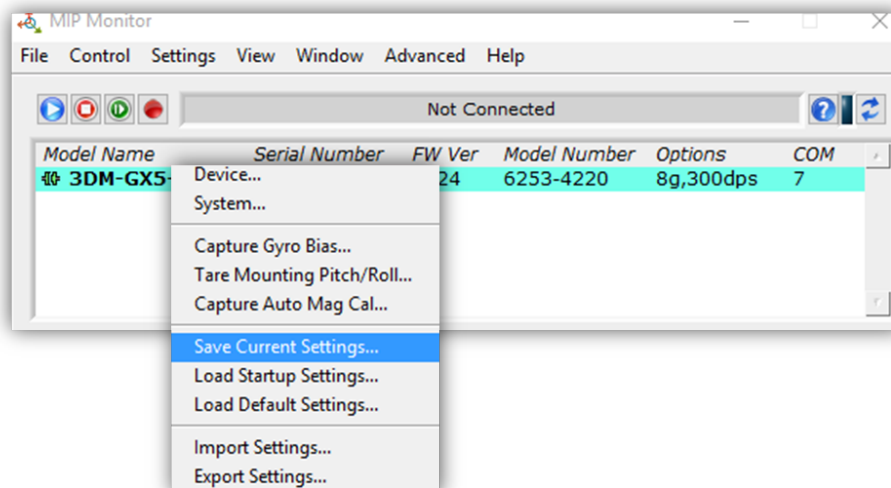 MIP Monitor
File Control Settings View Window Advanced Help
Not Connected
Model Name Serial Number FW Ver Model Number Options COM
3DM-GX5- 24 6253-4220 8g,300dps 7
Device...
System...
Capture Gyro Bias...
Tare Mounting Pitch/Roll...
Capture Auto Mag Cal...
Save Current Settings...
Load Startup Settings...
Load Default Settings...
Import Settings...
Export Settings...